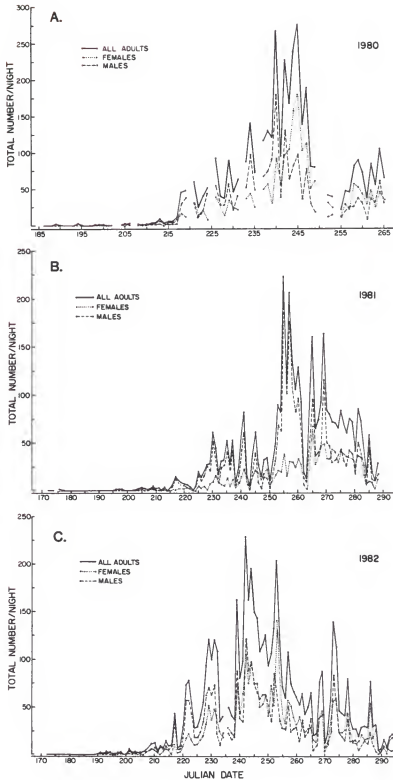 A.
1980
ALL ADULTS
FEMALES
MALES
TOTAL NUMBER/NIGHT
300
250
200
150
100
50
185 195 205 215 225 235 245 255 265
B.
1981
ALL ADULTS
FEMALES
MALES
TOTAL NUMBER/NIGHT
250
200
150
100
50
170 180 190 200 210 220 230 240 250 260 270 280 290
C.
1982
ALL ADULTS
FEMALES
MALES
TOTAL NUMBER/NIGHT
250
200
150
100
50
170 180 190 200 210 220 230 240 250 260 270 280 290
JULIAN DATE